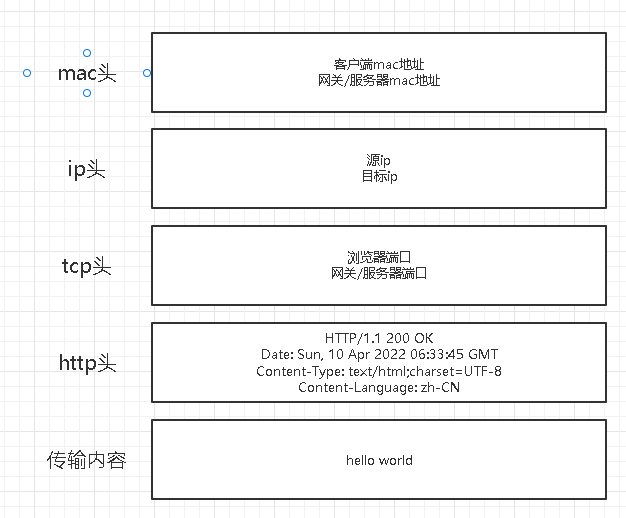 mac头
客户端mac地址
网关/服务器mac地址
ip头
源ip
目标ip
tcp头
浏览器端口
网关/服务器端口
http头
HTTP/1.1 200 OK
Date: Sun, 10 Apr 2022 06:33:45 GMT
Content-Type: text/html;charset=UTF-8
Content-Language: zh-CN
传输内容
hello world